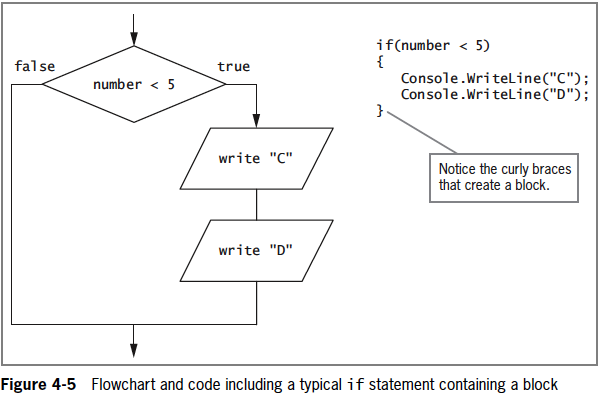 false
true
number < 5
write "C"
write "D"
if(number < 5)
{
Console.WriteLine("C");
Console.WriteLine("D");
}
Notice the curly braces
that create a block.
Figure 4-5 Flowchart and code including a typical if statement containing a block